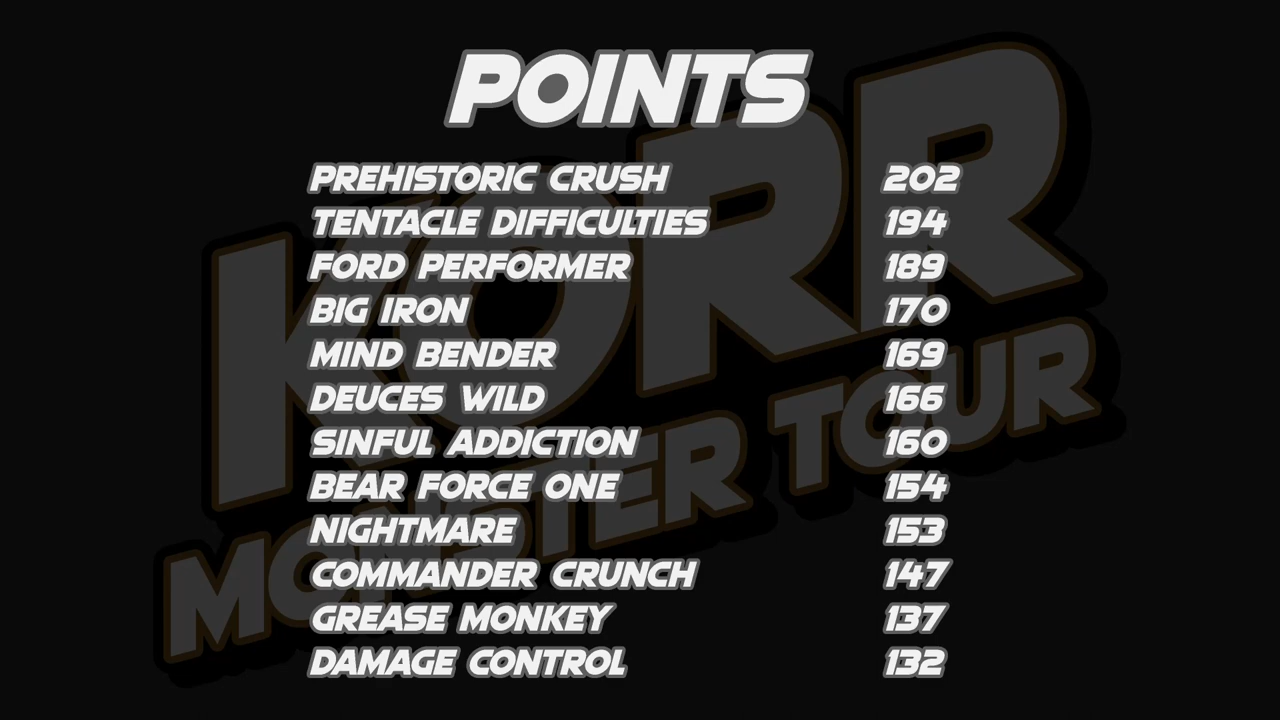 POINTS
PREHISTORIC CRUSH 202
TENTACLE DIFFICULTIES 194
FORD PERFORMER 189
BIG IRON 170
MIND BENDER 169
DEUCES WILD 166
SINFUL ADDICTION 160
BEAR FORCE ONE 154
NIGHTMARE 153
COMMANDER CRUNCH 147
GREASE MONKEY 137
DAMAGE CONTROL 132
KORR
MONSTER TOUR